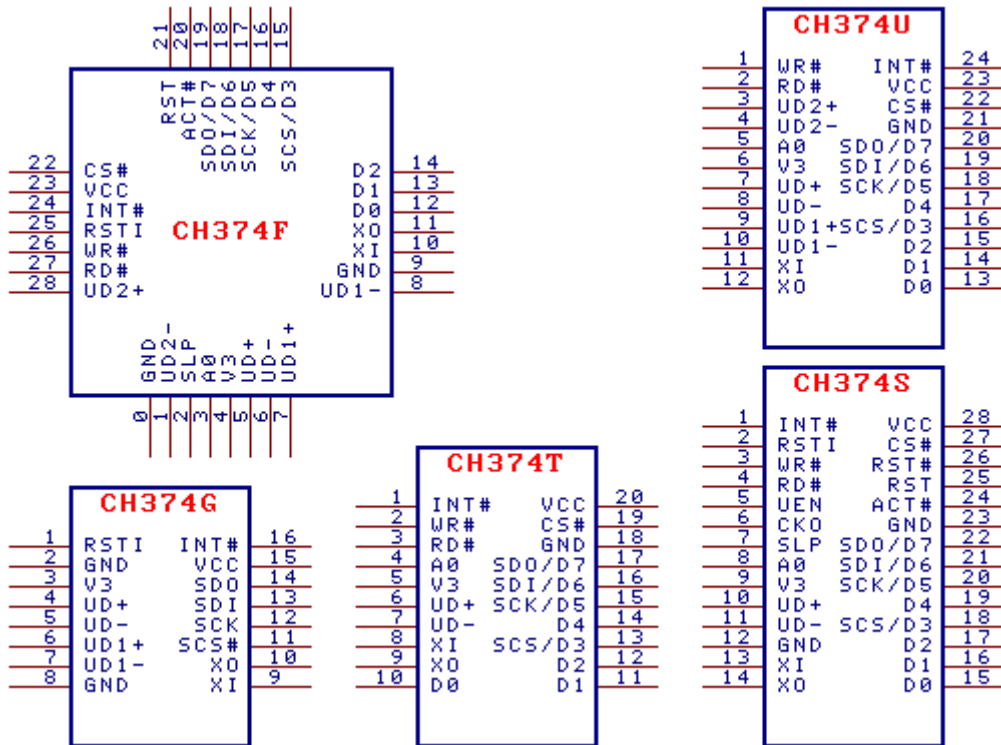 CH374F
21 20 19 18 17 16 15
RST ACT# SDO/D7 SDI/D6 SCK/D5 D4 SCS/D3
22 CS# D2 14
23 VCC D1 13
24 INT# D0 12
25 RSTI XO 11
26 WR# XI 10
27 RD# GND 9
28 UD2+ UD1- 8
GND UD2- SLP A0 V3 UD+ UD- UD1+
0 1 2 3 4 5 6 7
CH374U
1 WR# INT# 24
2 RD# VCC 23
3 UD2+ CS# 22
4 UD2- GND 21
5 A0 SDO/D7 20
6 V3 SDI/D6 19
7 UD+ SCK/D5 18
8 UD- D4 17
9 UD1+ SCS/D3 16
10 UD1- D2 15
11 XI D1 14
12 XO D0 13
CH374G
1 RSTI INT# 16
2 GND VCC 15
3 V3 SDO 14
4 UD+ SDI 13
5 UD- SCK 12
6 UD1+ SCS# 11
7 UD1- XO 10
8 GND XI 9
CH374T
1 INT# VCC 20
2 WR# CS# 19
3 RD# GND 18
4 A0 SDO/D7 17
5 V3 SDI/D6 16
6 UD+ SCK/D5 15
7 UD- D4 14
8 XI SCS/D3 13
9 XO D2 12
10 D0 D1 11
CH374S
1 INT# VCC 28
2 RSTI CS# 27
3 WR# RST# 26
4 RD# RST 25
5 UEN ACT# 24
6 CKO GND 23
7 SLP SDO/D7 22
8 A0 SDI/D6 21
9 V3 SCK/D5 20
10 UD+ D4 19
11 UD- SCS/D3 18
12 GND D2 17
13 XI D1 16
14 XO D0 15